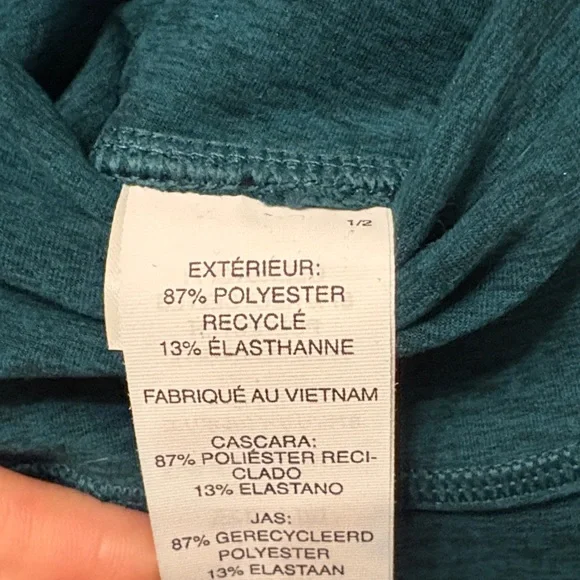 1/2
EXTÉRIEUR:
87% POLYESTER
RECYCLÉ
13% ÉLASTHANNE
FABRIQUÉ AU VIETNAM
CASCARA:
87% POLIÉSTER RECI-
CLADO
13% ELASTANO
JAS:
87% GERECYCLEERD
POLYESTER
13% ELASTAAN